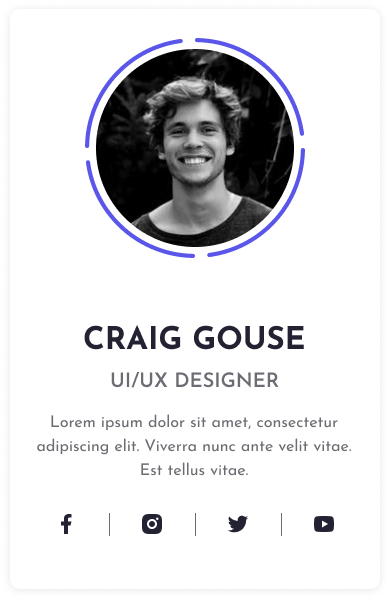 CRAIG GOUSE
UI/UX DESIGNER
Lorem ipsum dolor sit amet, consectetur
adipiscing elit. Viverra nunc ante velit vitae.
Est tellus vitae.